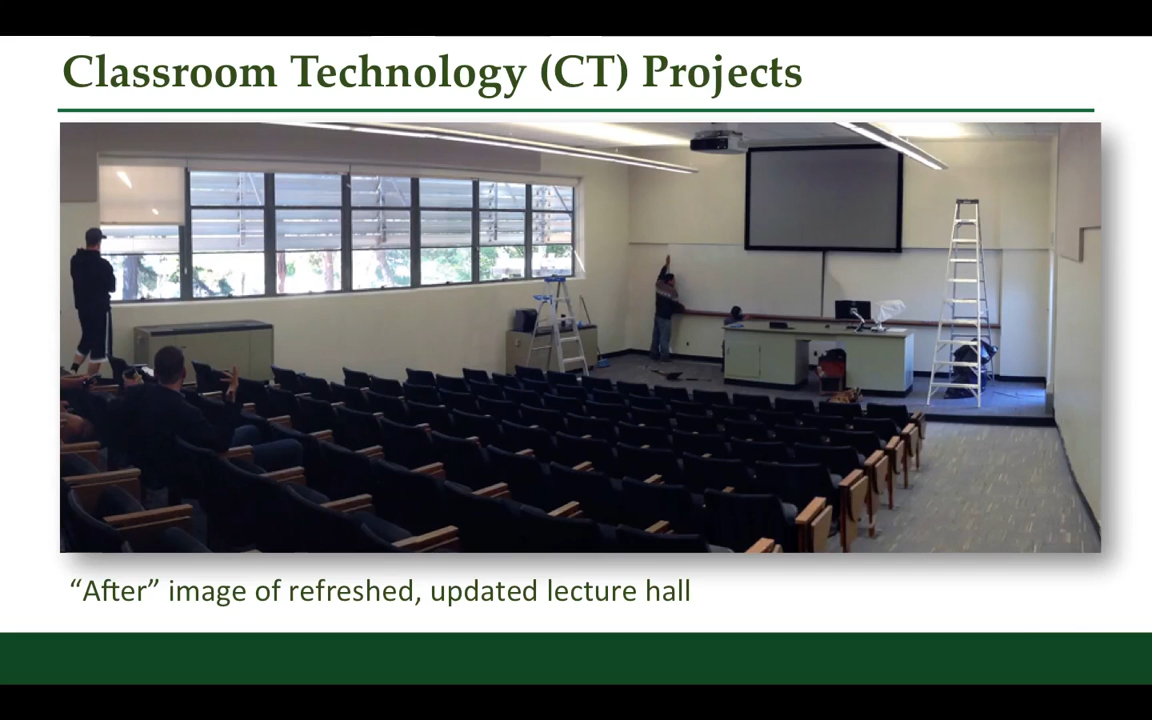 Classroom Technology (CT) Projects
“After” image of refreshed, updated lecture hall